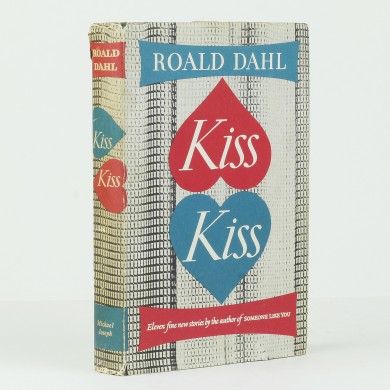 ROALD
DAHL
Kiss
Kiss
Michael
Joseph
ROALD DAHL
Kiss
Kiss
Eleven fine new stories by the author of SOMEONE LIKE YOU